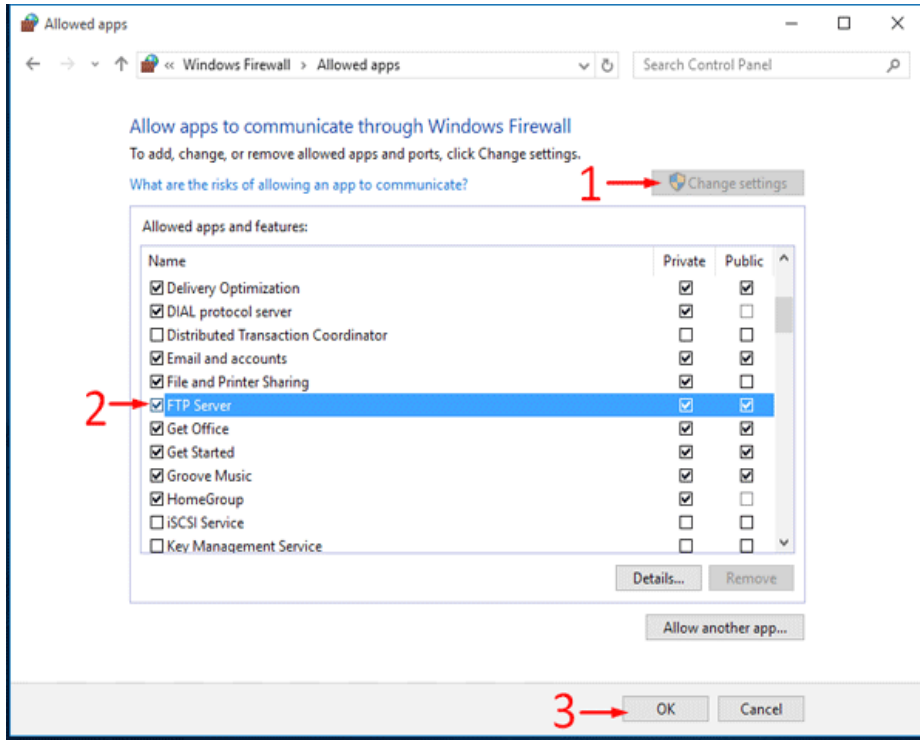 Allowed apps
« Windows Firewall › Allowed apps
Search Control Panel
Allow apps to communicate through Windows Firewall
To add, change, or remove allowed apps and ports, click Change settings.
What are the risks of allowing an app to communicate?
1
Change settings
Allowed apps and features:
Name Private Public
Delivery Optimization
DIAL protocol server
Distributed Transaction Coordinator
Email and accounts
File and Printer Sharing
2 FTP Server
Get Office
Get Started
Groove Music
HomeGroup
iSCSI Service
Key Management Service
Details... Remove
Allow another app...
3 OK Cancel